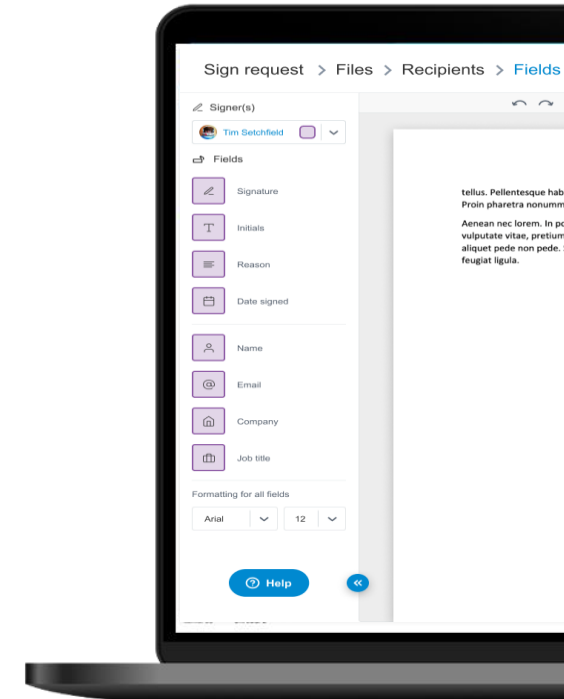 Sign request > Files > Recipients > Fields
Signer(s)
Tim Setchfield
Fields
Signature
T Initials
Reason
Date signed
Name
@ Email
Company
Job title
Formatting for all fields
Arial 12
? Help
«
tellus. Pellentesque hab
Proin pharetra nonumm
Aenean nec lorem. In po
vulputate vitae, pretium
aliquet pede non pede.
feugiat ligula.